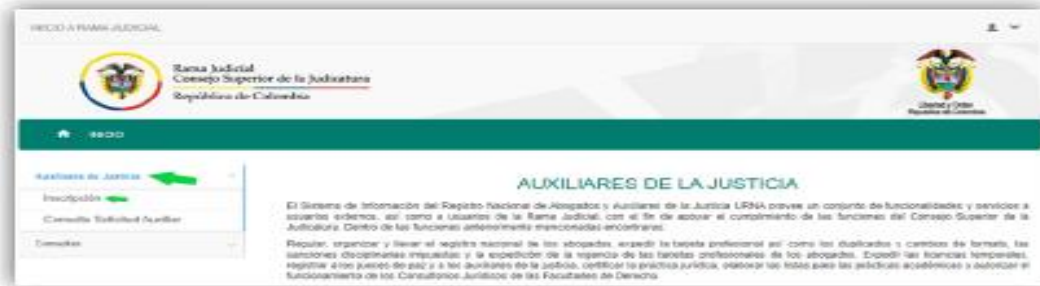 INICIO A RAMA JUDICIAL
Rama Judicial
Consejo Superior de la Judicatura
República de Colombia
Libertad y Orden
República de Colombia
INICIO
Auxiliares de Justicia
Inscripción
Consulta Solicitud Auxiliar
Consultas
AUXILIARES DE LA JUSTICIA
El Sistema de Información del Registro Nacional de Abogados y Auxiliares de la Justicia URNA provee un conjunto de funcionalidades y servicios a
usuarios externos, así como a usuarios de la Rama Judicial, con el fin de apoyar el cumplimiento de las funciones del Consejo Superior de la
Judicatura. Dentro de las funciones anteriormente mencionadas encontramos:
Regular, organizar y llevar el registro nacional de los abogados, expedir la tarjeta profesional así como los duplicados y cambios de formato, las
sanciones disciplinarias impuestas y la expedición de la vigencia de las tarjetas profesionales de los abogados. Expedir las licencias temporales,
registrar a los jueces de paz y a los auxiliares de la justicia, certificar la práctica jurídica, elaborar las listas para las prácticas académicas y autorizar el
funcionamiento de los Consultorios Jurídicos de las Facultades de Derecho